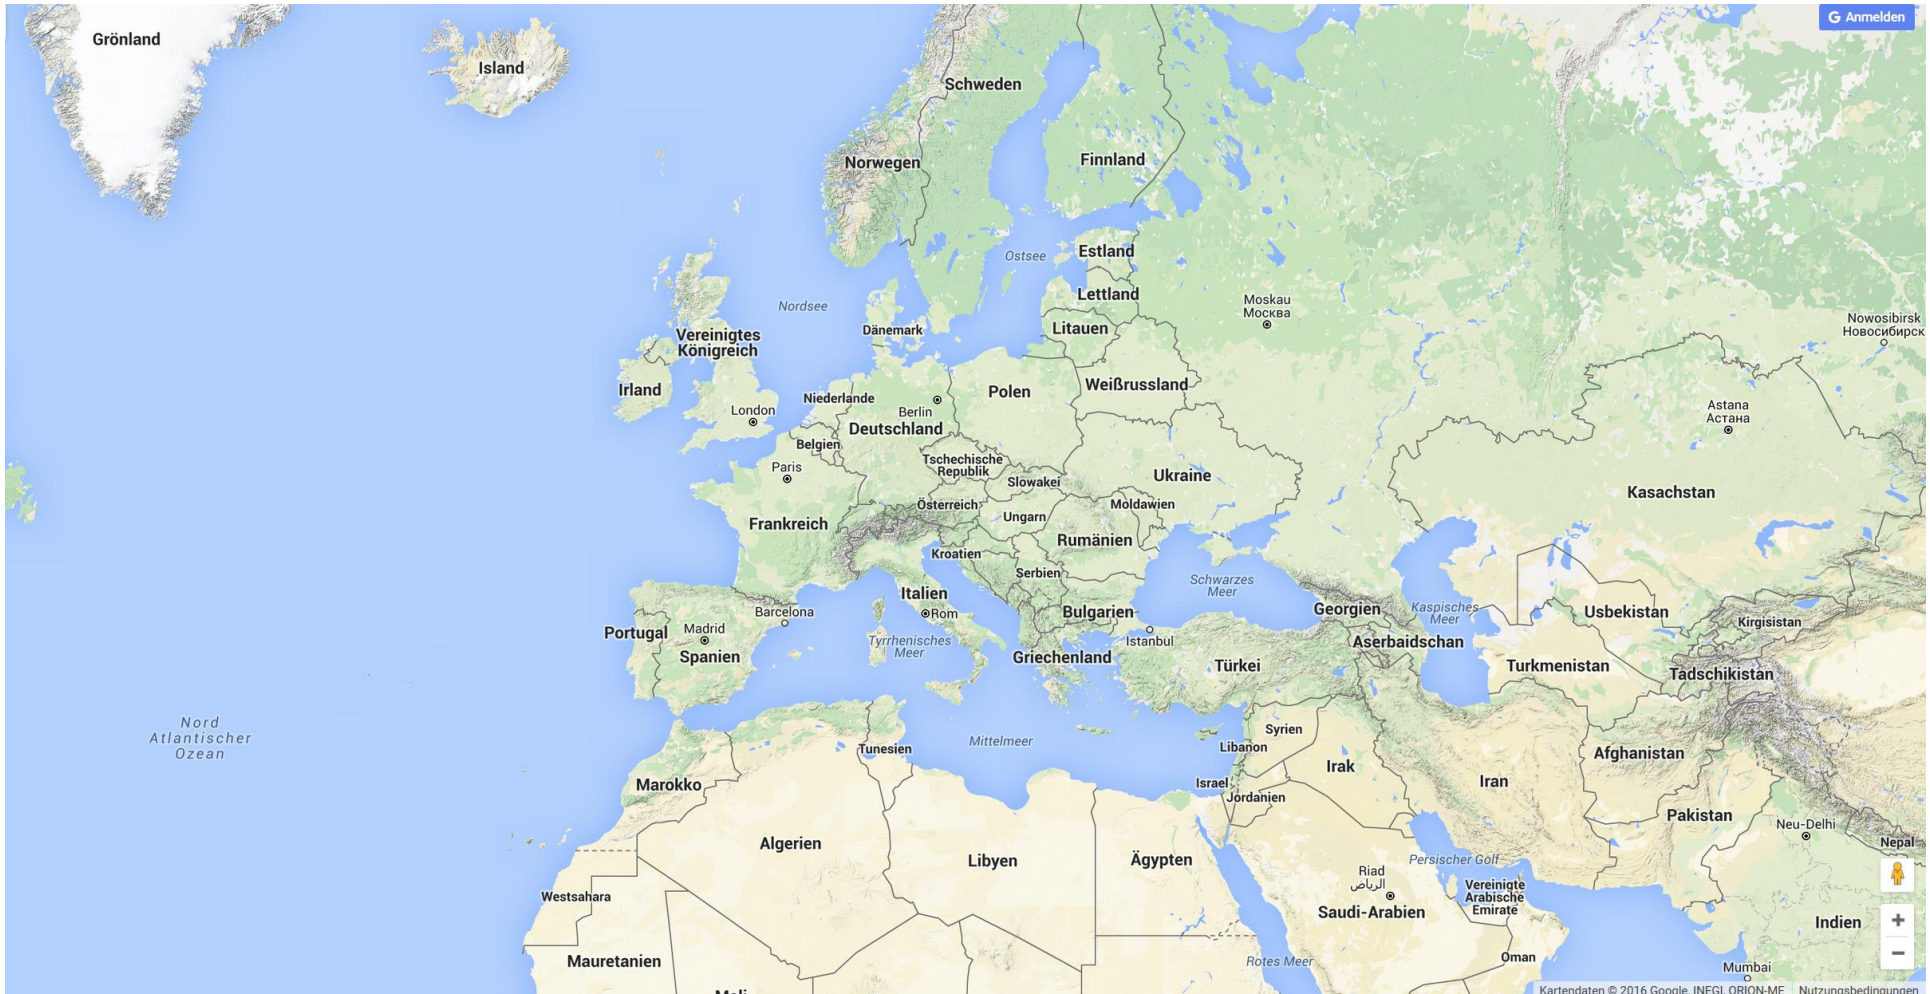 Grönland
Island
Anmelden
Schweden
Norwegen
Finnland
Ostsee
Estland
Nordsee
Lettland
Moskau
Москва
Nowosibirsk
Новосибирск
Dänemark
Litauen
Vereinigtes
Königreich
Irland
Niederlande
Polen
Weißrussland
London
Berlin
Deutschland
Astana
Астана
Belgien
Paris
Tschechische
Republik
Slowakei
Ukraine
Kasachstan
Österreich
Moldawien
Frankreich
Ungarn
Rumänien
Kroatien
Serbien
Schwarzes
Meer
Italien
Rom
Barcelona
Bulgarien
Georgien
Kaspisches
Meer
Usbekistan
Kirgisistan
Portugal
Madrid
Spanien
Tyrrhenisches
Meer
Istanbul
Aserbaidschan
Griechenland
Türkei
Turkmenistan
Tadschikistan
Nord
Atlantischer
Ozean
Mittelmeer
Syrien
Libanon
Tunesien
Afghanistan
Marokko
Irak
Israel
Jordanien
Iran
Pakistan
Neu-Delhi
Nepal
Algerien
Libyen
Ägypten
Persischer Golf
Riad
الرياض
Vereinigte
Arabische
Emirate
Westsahara
Saudi-Arabien
Indien
Mauretanien
Rotes Meer
Oman
Mumbai
Mali
Kartendaten © 2016 Google, INEGI, ORION-ME
Nutzungsbedingungen